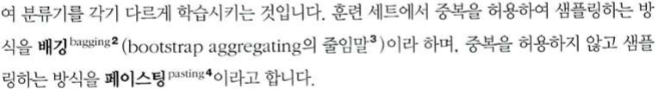 여 분류기를 각기 다르게 학습시키는 것입니다. 훈련 세트에서 중복을 허용하여 샘플링하는 방
식을 배깅bagging2(bootstrap aggregating의 줄임말3)이라 하며, 중복을 허용하지 않고 샘플
링하는 방식을 페이스팅pasting4이라고 합니다.